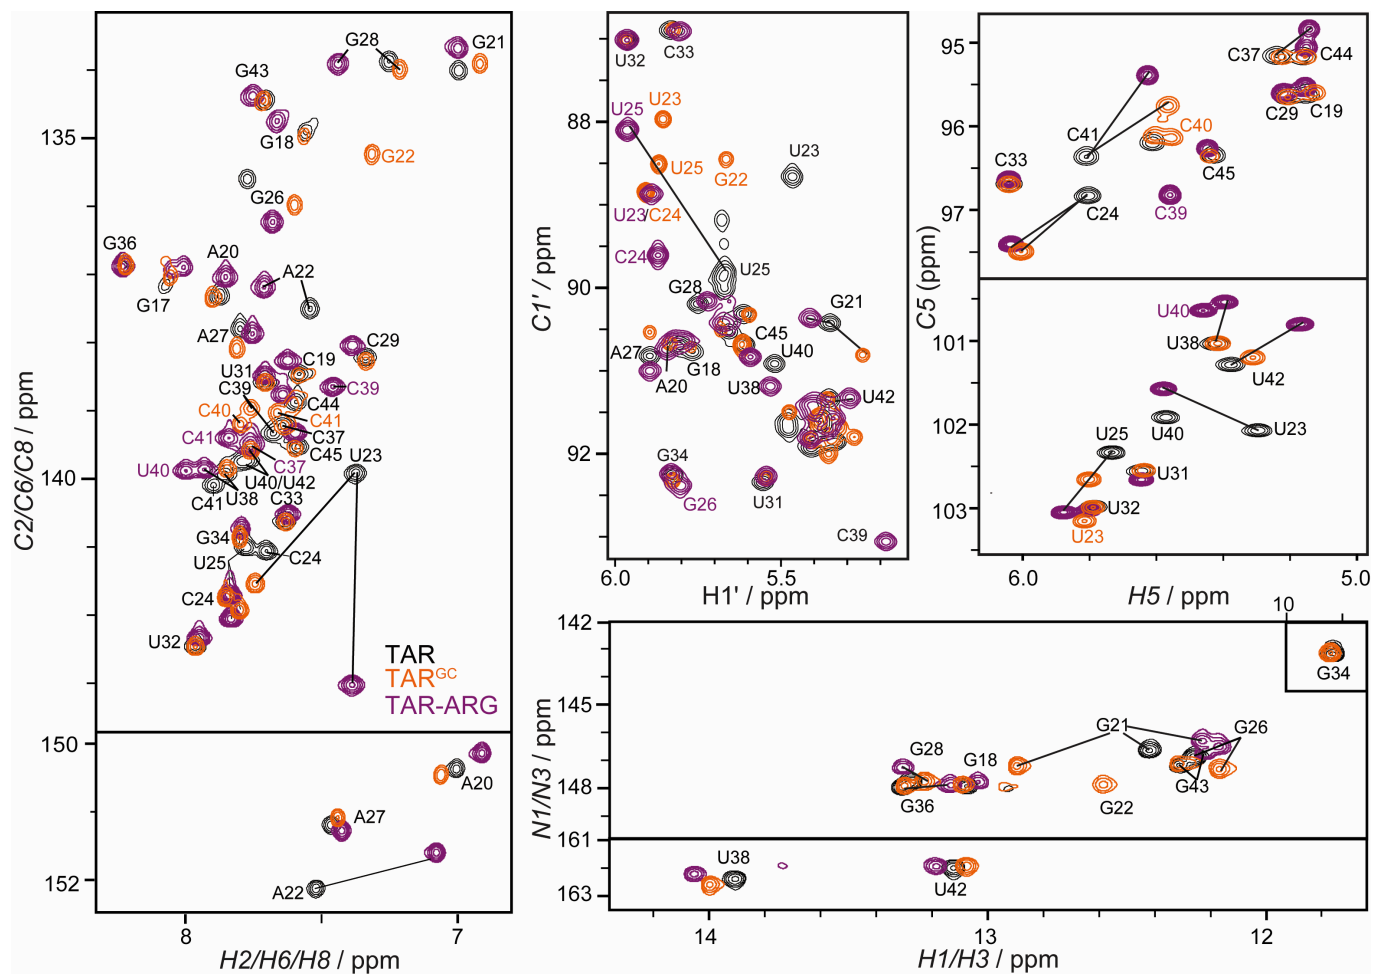 G28
G21
G43
G18
G22
G26
G36
A20
A22
G17
A27
C29
U31
C19
C39
C39
C44
C40
C41
C41
C37
C45
U23
U40
C37
U40/U42
C41
U38
C33
G34
U25
C24
C24
U32
TAR
TAR^GC
TAR-ARG
A20
A27
A22
135
140
150
152
C2/C6/C8 / ppm
8
7
H2/H6/H8 / ppm
U32
C33
U25
U23
U25
G22
U23
U23/C24
C24
U25
G28
G21
C45
A27
G18
U40
A20
U38
U42
G34
G26
U31
C39
88
90
92
C1' / ppm
6.0
5.5
H1' / ppm
C37
C44
C29
C19
C41
C40
C45
C33
C24
C39
95
96
97
C5 (ppm)
U40
U38
U42
U25
U40
U23
U31
U32
U23
101
102
103
6.0
5.0
H5 / ppm
10
G34
G21
G26
G28
G18
G36
G22
G43
U38
U42
142
145
148
161
163
N1/N3 / ppm
14
13
12
H1/H3 / ppm